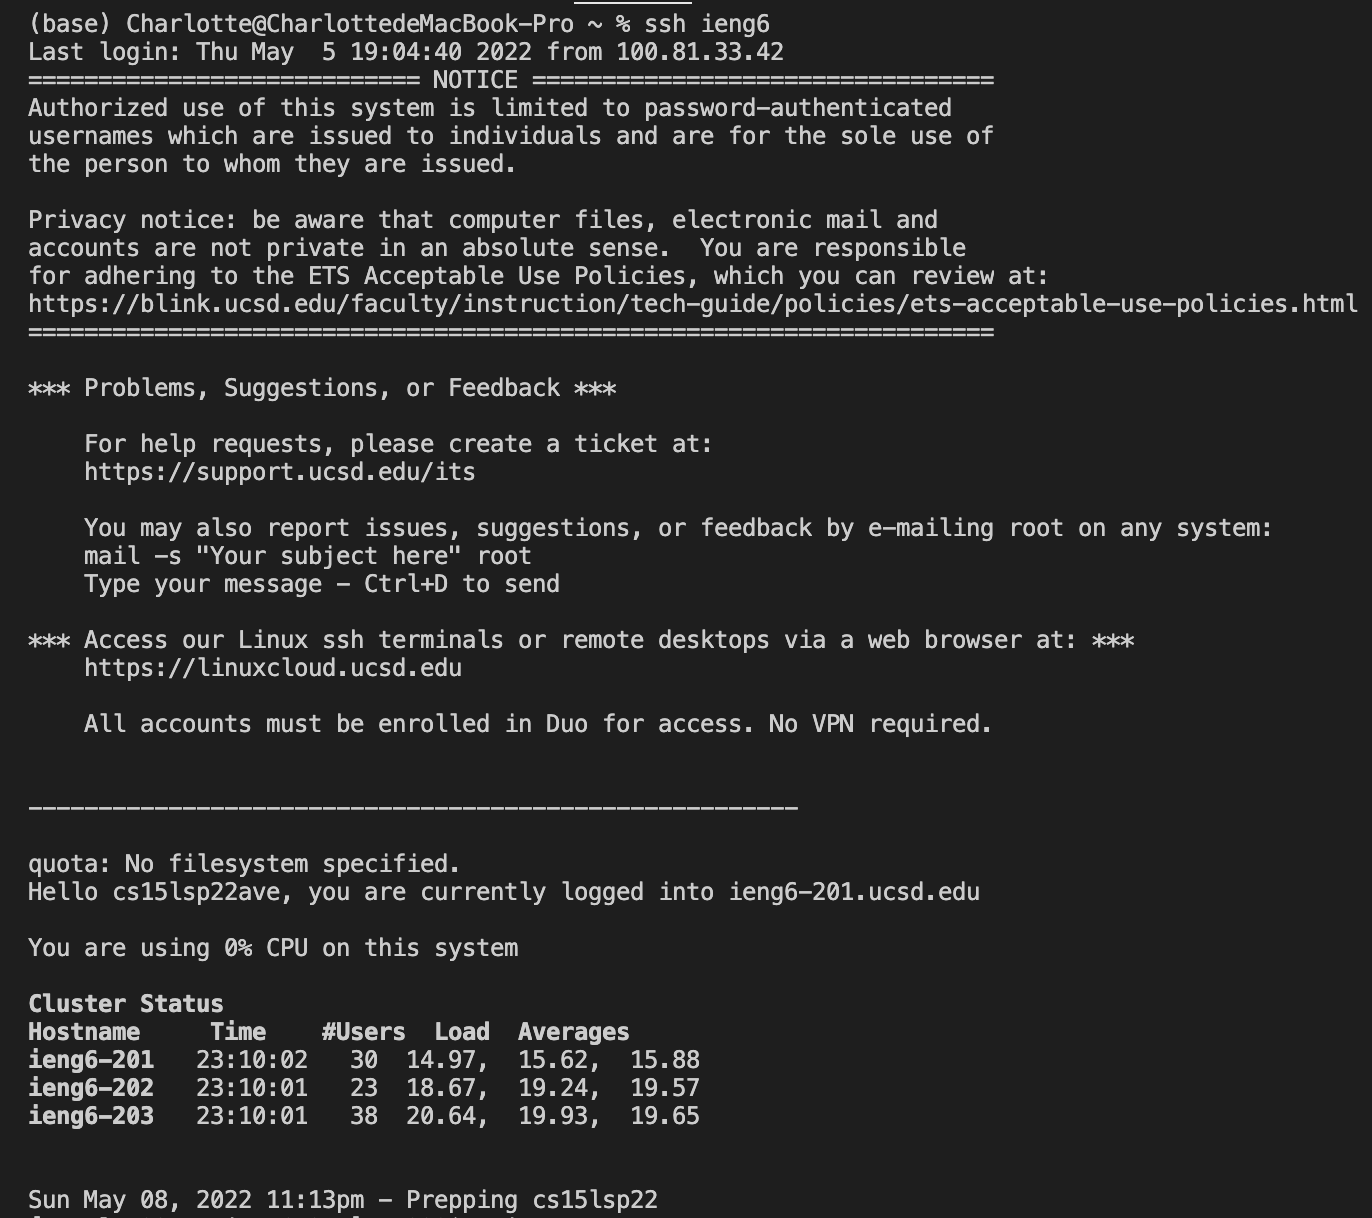 (base) Charlotte@CharlottedeMacBook-Pro ~ % ssh ieng6
Last login: Thu May  5 19:04:40 2022 from 100.81.33.42
============================ NOTICE =================================
Authorized use of this system is limited to password-authenticated
usernames which are issued to individuals and are for the sole use of
the person to whom they are issued.

Privacy notice: be aware that computer files, electronic mail and
accounts are not private in an absolute sense.  You are responsible
for adhering to the ETS Acceptable Use Policies, which you can review at:
https://blink.ucsd.edu/faculty/instruction/tech-guide/policies/ets-acceptable-use-policies.html
=====================================================================

*** Problems, Suggestions, or Feedback ***

    For help requests, please create a ticket at:
    https://support.ucsd.edu/its

    You may also report issues, suggestions, or feedback by e-mailing root on any system:
    mail -s "Your subject here" root
    Type your message - Ctrl+D to send

*** Access our Linux ssh terminals or remote desktops via a web browser at: ***
    https://linuxcloud.ucsd.edu

    All accounts must be enrolled in Duo for access. No VPN required.

-------------------------------------------------------

quota: No filesystem specified.
Hello cs15lsp22ave, you are currently logged into ieng6-201.ucsd.edu

You are using 0% CPU on this system

Cluster Status
Hostname     Time    #Users  Load  Averages
ieng6-201   23:10:02   30  14.97,  15.62,  15.88
ieng6-202   23:10:01   23  18.67,  19.24,  19.57
ieng6-203   23:10:01   38  20.64,  19.93,  19.65

Sun May 08, 2022 11:13pm - Prepping cs15lsp22